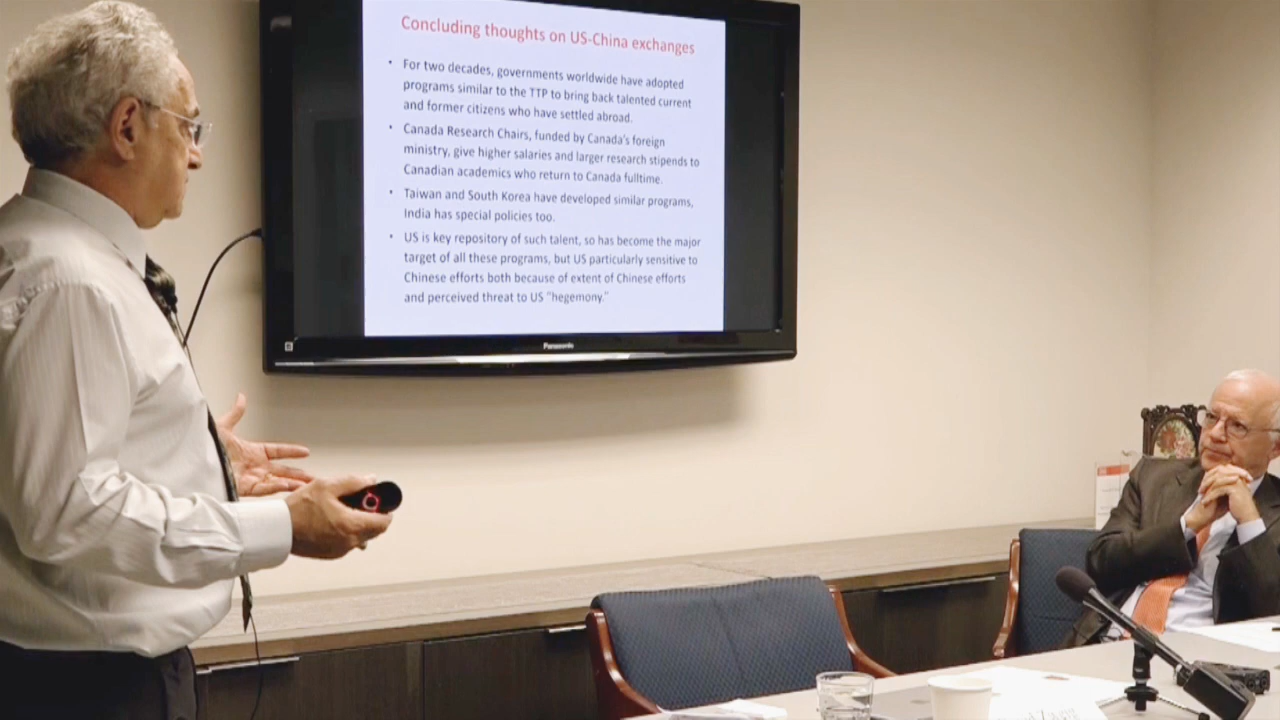 Concluding thoughts on US-China exchanges
• For two decades, governments worldwide have adopted
programs similar to the TTP to bring back talented current
and former citizens who have settled abroad.
• Canada Research Chairs, funded by Canada's foreign
ministry, give higher salaries and larger research stipends to
Canadian academics who return to Canada fulltime.
• Taiwan and South Korea have developed similar programs,
India has special policies too.
• US is key repository of such talent, so has become the major
target of all these programs, but US particularly sensitive to
Chinese efforts both because of extent of Chinese efforts
and perceived threat to US "hegemony."
Panasonic